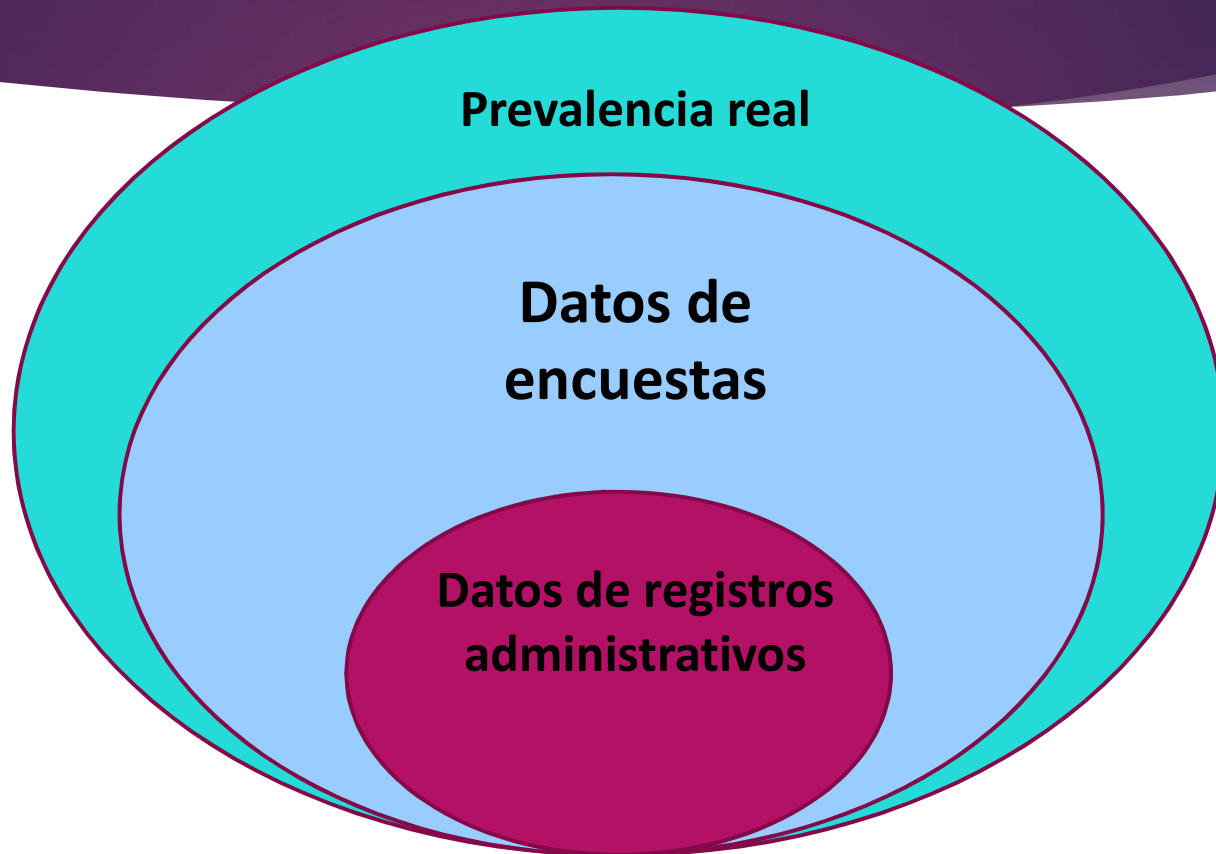 Prevalencia real
Datos de
encuestas
Datos de registros
administrativos